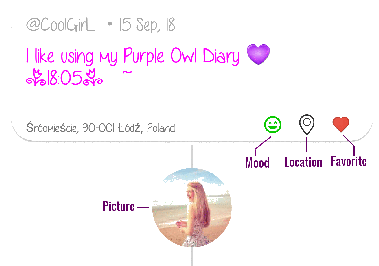 @CoolGirL • 15 Sep, 18
I like using my Purple Owl Diary 💜
18:05 ~
Śródmieście, 90-001 Łódź, Poland
Mood Location Favorite
Picture